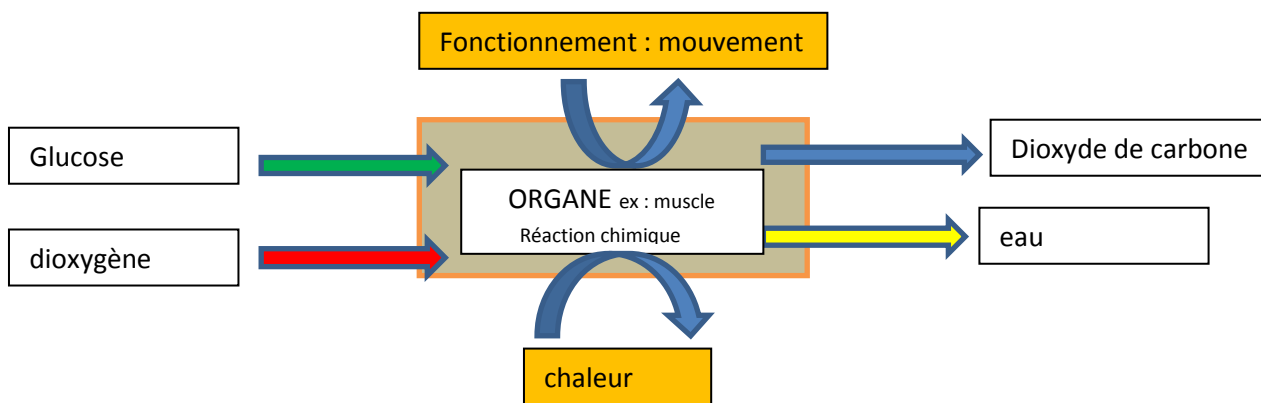 Fonctionnement : mouvement
Glucose
Dioxyde de carbone
ORGANE ex : muscle
Réaction chimique
dioxygène
eau
chaleur